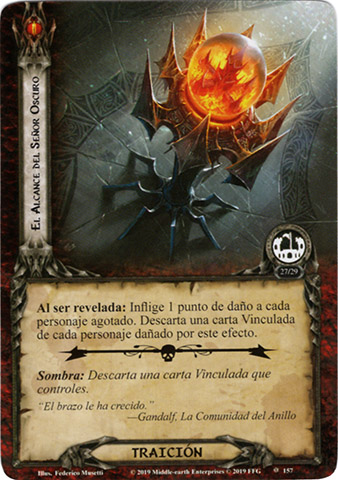 El Alcance del Señor Oscuro
27/29
Al ser revelada: Inflige 1 punto de daño a cada
personaje agotado. Descarta una carta Vinculada
de cada personaje dañado por este efecto.
Sombra: Descarta una carta Vinculada que
controles.
“El brazo le ha crecido.”
—Gandalf, La Comunidad del Anillo
TRAICIÓN
Illus. Federico Musetti
© 2019 Middle-earth Enterprises © 2019 FFG
157